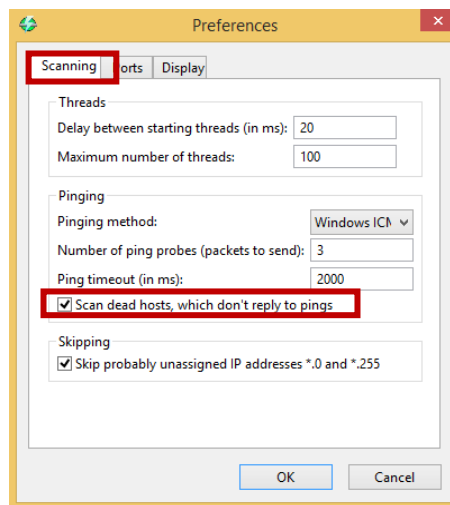 Preferences
Scanning Ports Display
Threads
Delay between starting threads (in ms): 20
Maximum number of threads: 100
Pinging
Pinging method: Windows ICM
Number of ping probes (packets to send): 3
Ping timeout (in ms): 2000
Scan dead hosts, which don't reply to pings
Skipping
Skip probably unassigned IP addresses *.0 and *.255
OK Cancel